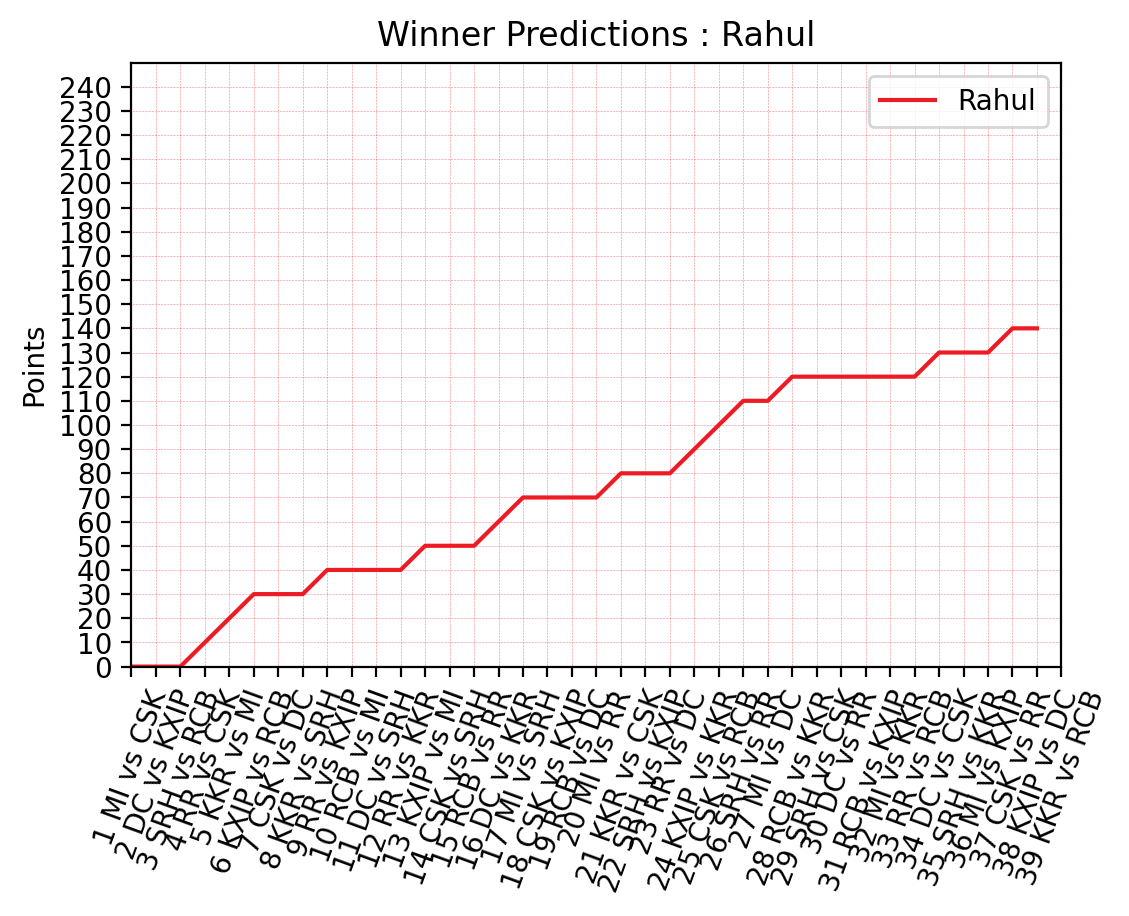 Winner Predictions : Rahul
Rahul
Points
240
230
220
210
200
190
180
170
160
150
140
130
120
110
100
90
80
70
60
50
40
30
20
10
0
1 MI vs CSK
2 DC vs KXIP
3 SRH vs RCB
4 RR vs CSK
5 KKR vs MI
6 KXIP vs RCB
7 CSK vs DC
8 KKR vs SRH
9 RR vs KXIP
10 RCB vs MI
11 DC vs SRH
12 RR vs KKR
13 KXIP vs MI
14 CSK vs SRH
15 RCB vs RR
16 DC vs KKR
17 MI vs SRH
18 CSK vs KXIP
19 RCB vs DC
20 MI vs RR
21 KKR vs CSK
22 SRH vs KXIP
23 RR vs DC
24 KXIP vs KKR
25 CSK vs RCB
26 SRH vs RR
27 MI vs DC
28 RCB vs KKR
29 SRH vs CSK
30 DC vs RR
31 RCB vs KXIP
32 MI vs KKR
33 RR vs RCB
34 DC vs CSK
35 SRH vs KKR
36 MI vs KXIP
37 CSK vs RR
38 KXIP vs DC
39 KKR vs RCB